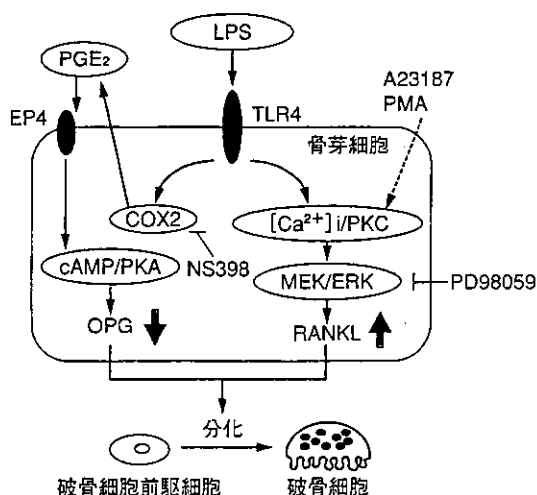 LPS
PGE₂
A23187
PMA
EP4
TLR4
骨芽細胞
COX2
[Ca²⁺] i/PKC
NS398
cAMP/PKA
MEK/ERK
PD98059
OPG
RANKL
分化
破骨細胞前駆細胞
破骨細胞